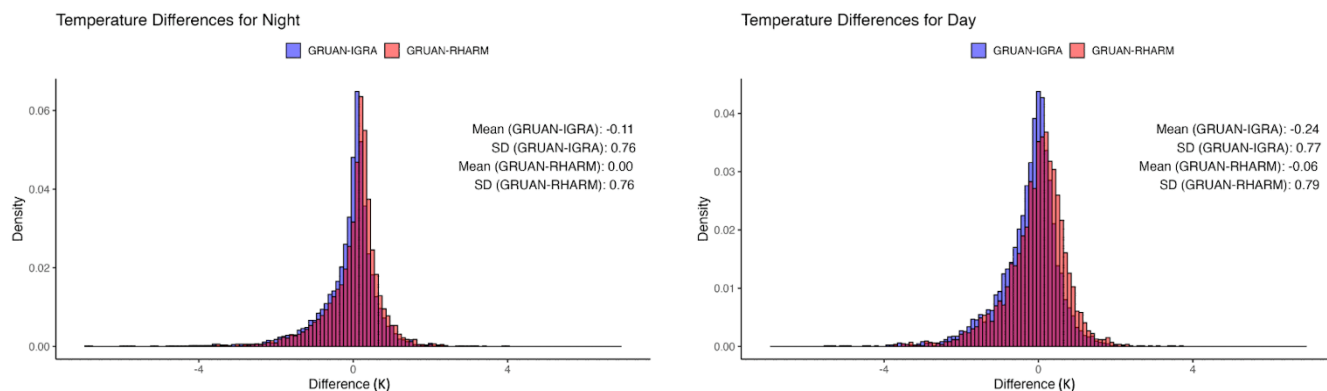 Temperature Differences for Night
GRUAN-IGRA GRUAN-RHARM
0.06
0.04
0.02
0.00
Density
Mean (GRUAN-IGRA): -0.11
SD (GRUAN-IGRA): 0.76
Mean (GRUAN-RHARM): 0.00
SD (GRUAN-RHARM): 0.76
-4 0 4
Difference (K)
Temperature Differences for Day
GRUAN-IGRA GRUAN-RHARM
0.04
0.03
0.02
0.01
0.00
Density
Mean (GRUAN-IGRA): -0.24
SD (GRUAN-IGRA): 0.77
Mean (GRUAN-RHARM): -0.06
SD (GRUAN-RHARM): 0.79
-4 0 4
Difference (K)